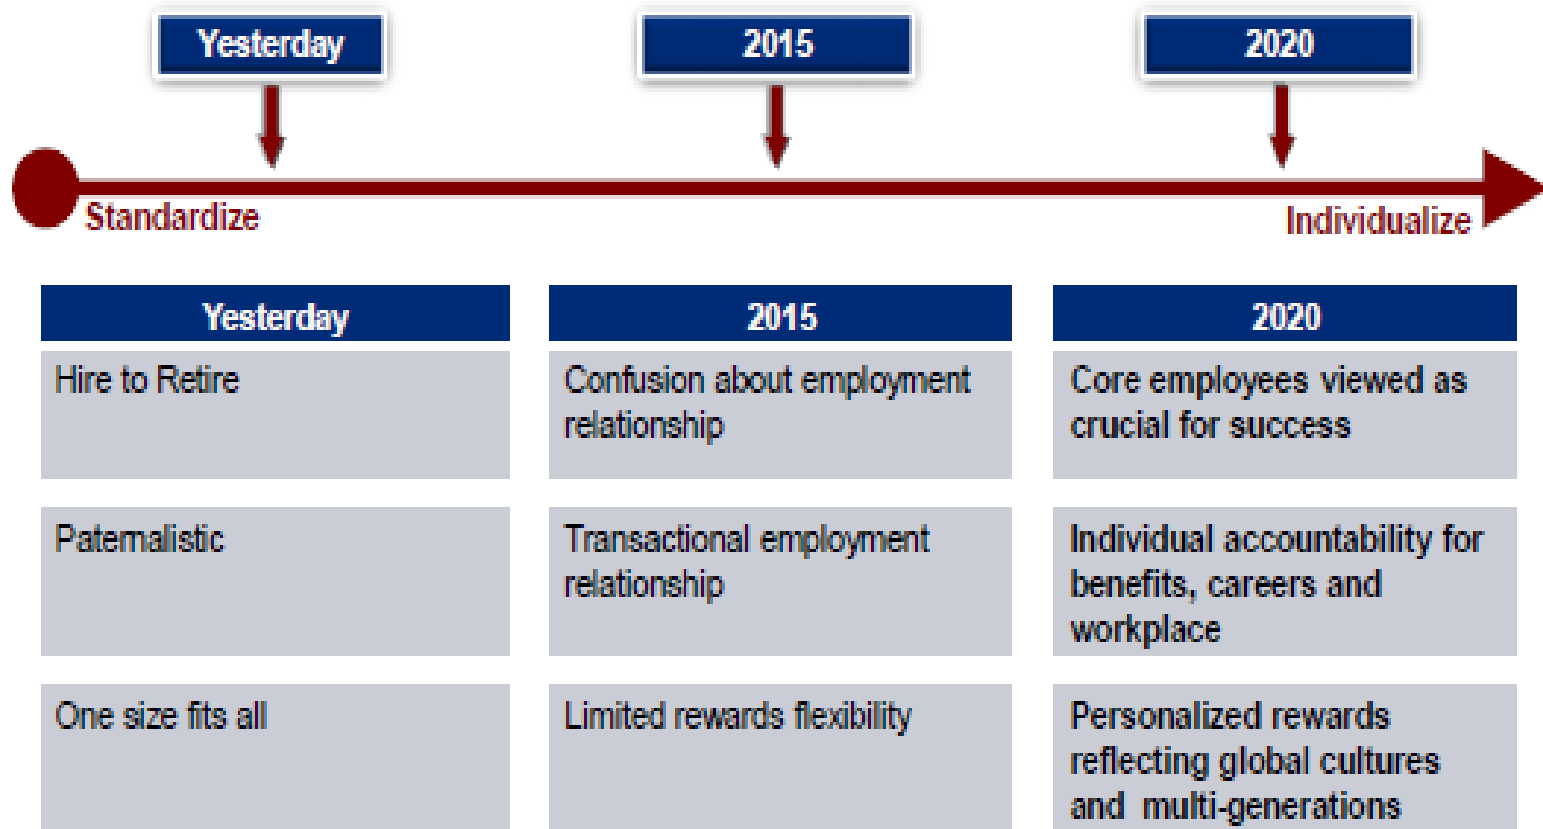 Yesterday
2015
2020
Standardize
Individualize
Yesterday
2015
2020
Hire to Retire
Confusion about employment
relationship
Core employees viewed as
crucial for success
Paternalistic
Transactional employment
relationship
Individual accountability for
benefits, careers and
workplace
One size fits all
Limited rewards flexibility
Personalized rewards
reflecting global cultures
and multi-generations